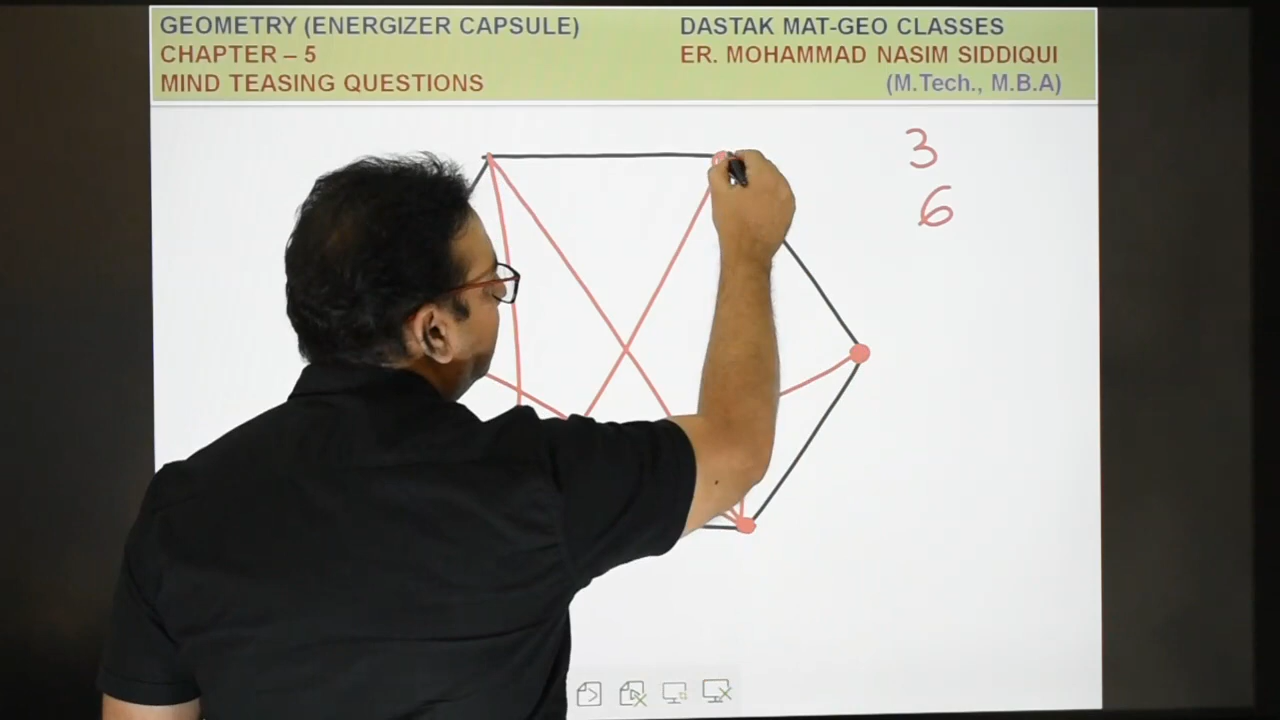 GEOMETRY (ENERGIZER CAPSULE) DASTAK MAT-GEO CLASSES
CHAPTER – 5 ER. MOHAMMAD NASIM SIDDIQUI
MIND TEASING QUESTIONS (M.Tech., M.B.A)
3
6